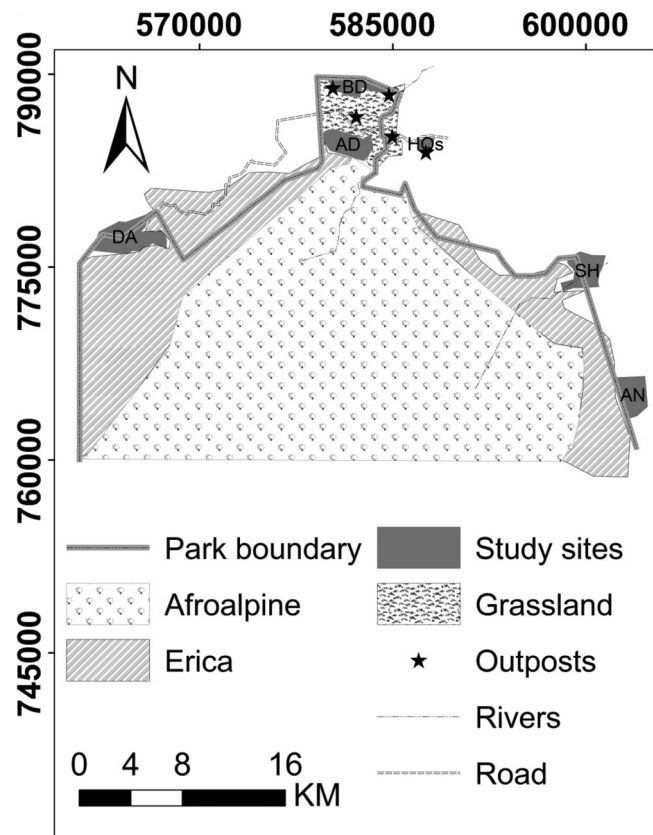 570000 585000 600000
790000
775000
760000
745000
N
BD
AD
HQs
DA
SH
AN
Park boundary
Study sites
Afroalpine
Grassland
Erica
Outposts
Rivers
Road
0 4 8 16
KM